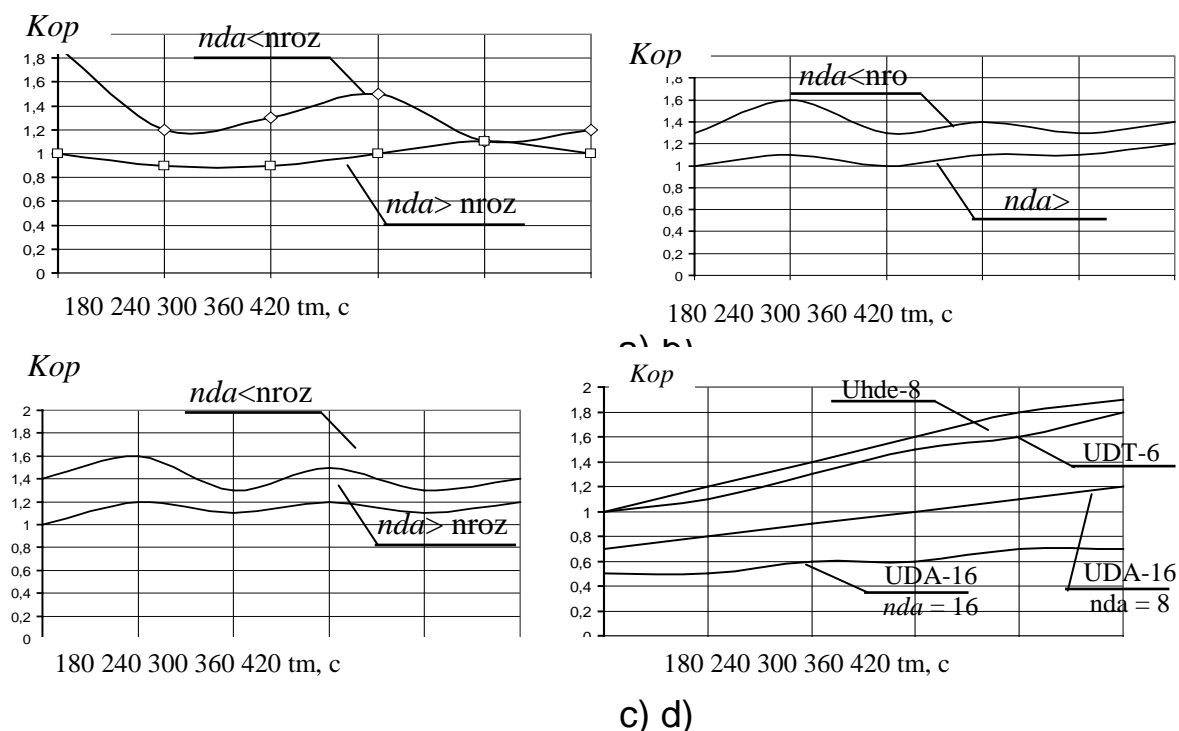 Kop
nda<nroz
1,8
1,6
1,4
1,2
1
0,8
0,6
0,4
0,2
0
nda> nroz
180 240 300 360 420 tm, c
Kop
nda<nro
1,8
1,6
1,4
1,2
1
0,8
0,6
0,4
0,2
0
nda>
180 240 300 360 420 tm, c
a) b)
Kop
nda<nroz
2
1,8
1,6
1,4
1,2
1
0,8
0,6
0,4
0,2
0
nda> nroz
180 240 300 360 420 tm, c
Kop
2
1,8
1,6
1,4
1,2
1
0,8
0,6
0,4
0,2
0
Uhde-8
UDT-6
UDA-16
nda = 16
UDA-16
nda = 8
180 240 300 360 420 tm, c
c) d)